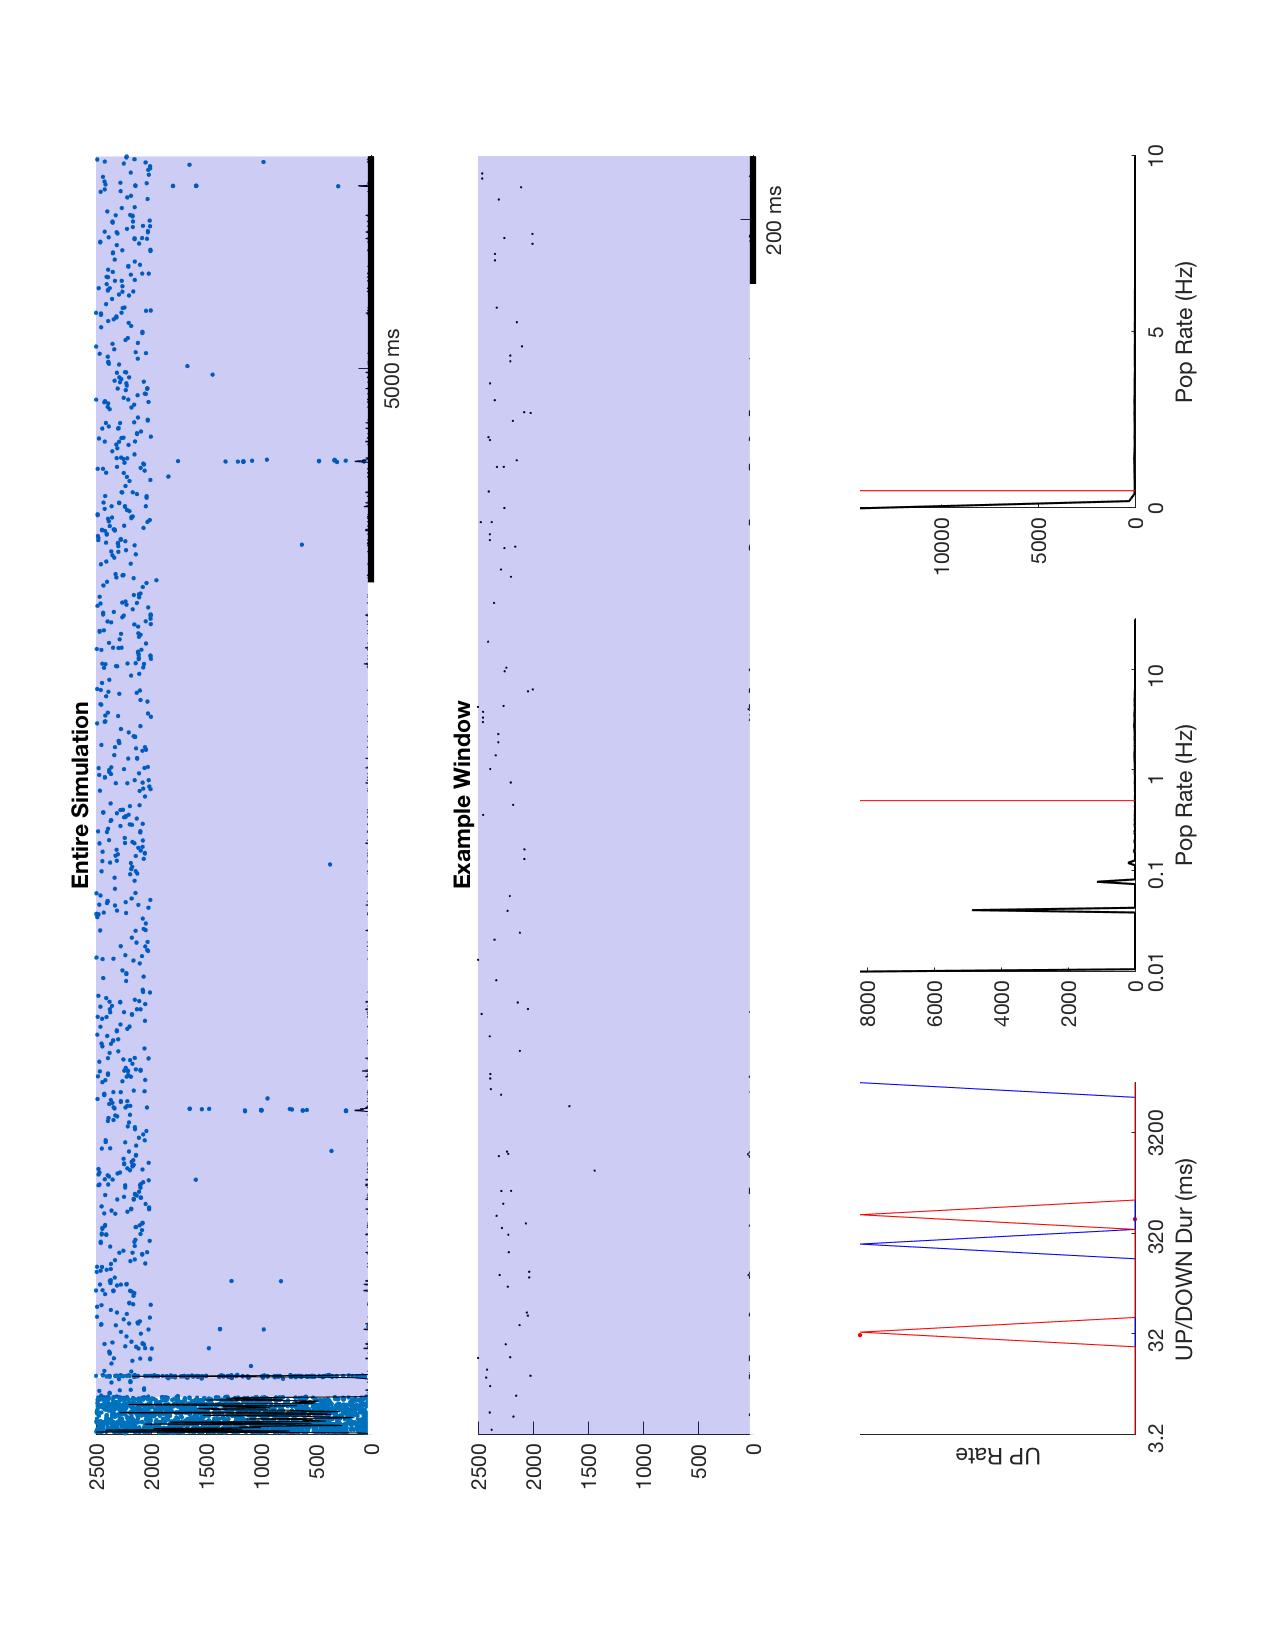 Entire Simulation
2500
2000
1500
1000
500
0
5000 ms
Example Window
2500
2000
1500
1000
500
0
200 ms
UP Rate
3.2 32 320 3200
UP/DOWN Dur (ms)
8000
6000
4000
2000
0
0.01 0.1 1 10
Pop Rate (Hz)
10000
5000
0
0 5 10
Pop Rate (Hz)